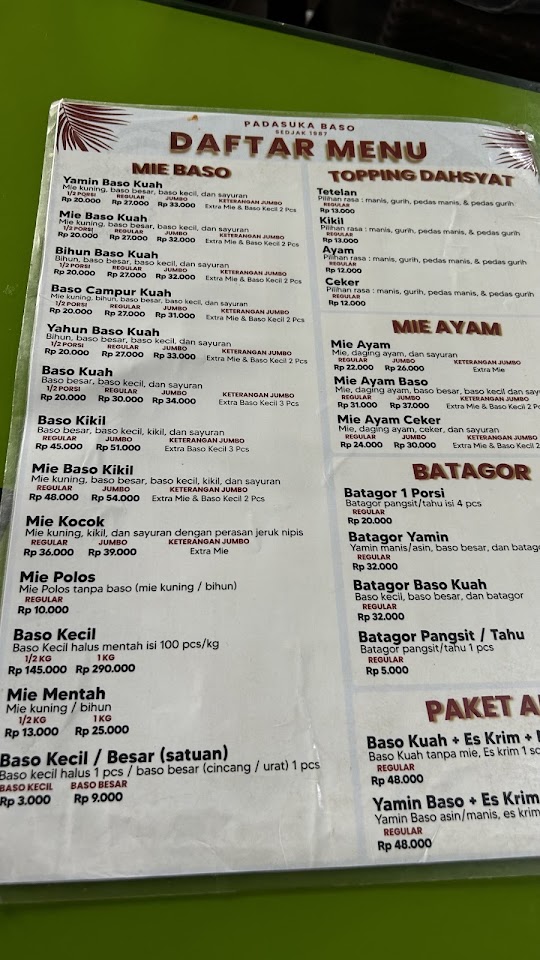 PADASUKA BASO
SEDJAK 1987
DAFTAR MENU
MIE BASO
Yamin Baso Kuah
Mie kuning, baso besar, baso kecil, dan sayuran
1/2 PORSI REGULAR JUMBO KETERANGAN JUMBO
Rp 20.000 Rp 27.000 Rp 33.000 Extra Mie & Baso Kecil 2 Pcs
Mie Baso Kuah
Mie kuning, baso besar, baso kecil, dan sayuran
1/2 PORSI REGULAR JUMBO KETERANGAN JUMBO
Rp 20.000 Rp 27.000 Rp 32.000 Extra Mie & Baso Kecil 2 Pcs
Bihun Baso Kuah
Bihun, baso besar, baso kecil, dan sayuran
1/2 PORSI REGULAR JUMBO KETERANGAN JUMBO
Rp 20.000 Rp 27.000 Rp 32.000 Extra Mie & Baso Kecil 2 Pcs
Baso Campur Kuah
Mie kuning, bihun, baso besar, baso kecil, dan sayuran
1/2 PORSI REGULAR JUMBO KETERANGAN JUMBO
Rp 20.000 Rp 27.000 Rp 31.000 Extra Mie & Baso Kecil 2 Pcs
Yahun Baso Kuah
Bihun, baso besar, baso kecil, dan sayuran
1/2 PORSI REGULAR JUMBO KETERANGAN JUMBO
Rp 20.000 Rp 27.000 Rp 33.000 Extra Mie & Baso Kecil 2 Pcs
Baso Kuah
Baso besar, baso kecil, dan sayuran
1/2 PORSI REGULAR JUMBO KETERANGAN JUMBO
Rp 20.000 Rp 30.000 Rp 34.000 Extra Baso Kecil 3 Pcs
Baso Kikil
Baso besar, baso kecil, kikil, dan sayuran
REGULAR JUMBO KETERANGAN JUMBO
Rp 45.000 Rp 51.000 Extra Baso Kecil 3 Pcs
Mie Baso Kikil
Mie kuning, baso besar, baso kecil, kikil, dan sayuran
REGULAR JUMBO KETERANGAN JUMBO
Rp 48.000 Rp 54.000 Extra Mie & Baso Kecil 2 Pcs
Mie Kocok
Mie kuning, kikil, dan sayuran dengan perasan jeruk nipis
REGULAR JUMBO KETERANGAN JUMBO
Rp 36.000 Rp 39.000 Extra Mie
Mie Polos
Mie Polos tanpa baso (mie kuning / bihun)
REGULAR
Rp 10.000
Baso Kecil
Baso Kecil halus mentah isi 100 pcs/kg
1/2 KG 1 KG
Rp 145.000 Rp 290.000
Mie Mentah
Mie kuning / bihun
1/2 KG 1 KG
Rp 13.000 Rp 25.000
Baso Kecil / Besar (satuan)
Baso kecil halus 1 pcs / baso besar (cincang / urat) 1 pcs
BASO KECIL BASO BESAR
Rp 3.000 Rp 9.000
TOPPING DAHSYAT
Tetelan
Pilihan rasa : manis, gurih, pedas manis, & pedas gurih
REGULAR
Rp 13.000
Kikil
Pilihan rasa : manis, gurih, pedas manis, & pedas gurih
REGULAR
Rp 13.000
Ayam
Pilihan rasa : manis, gurih, pedas manis, & pedas gurih
REGULAR
Rp 12.000
Ceker
Pilihan rasa : manis, gurih, pedas manis, & pedas gurih
REGULAR
Rp 12.000
MIE AYAM
Mie Ayam
Mie, daging ayam, dan sayuran
REGULAR JUMBO KETERANGAN JUMBO
Rp 22.000 Rp 26.000 Extra Mie
Mie Ayam Baso
Mie, daging ayam, baso besar, baso kecil dan say
REGULAR JUMBO KETERANGAN JUMBO
Rp 31.000 Rp 37.000 Extra Mie & Baso Kecil 2 Pc
Mie Ayam Ceker
Mie, daging ayam, ceker, dan sayuran
REGULAR JUMBO KETERANGAN JUMBO
Rp 24.000 Rp 30.000 Extra Mie & Baso Kecil 2
BATAGOR
Batagor 1 Porsi
Batagor pangsit/tahu isi 4 pcs
REGULAR
Rp 20.000
Batagor Yamin
Yamin manis/asin, baso besar, dan batago
REGULAR
Rp 32.000
Batagor Baso Kuah
Baso kecil, baso besar, dan batagor
REGULAR
Rp 32.000
Batagor Pangsit / Tahu
Batagor pangsit/tahu 1 pcs
REGULAR
Rp 5.000
PAKET A
Baso Kuah + Es Krim +
Baso Kuah tanpa mie, Es krim 1 sc
REGULAR
Rp 48.000
Yamin Baso + Es Krim
Yamin Baso asin/manis, es krim
REGULAR
Rp 48.000